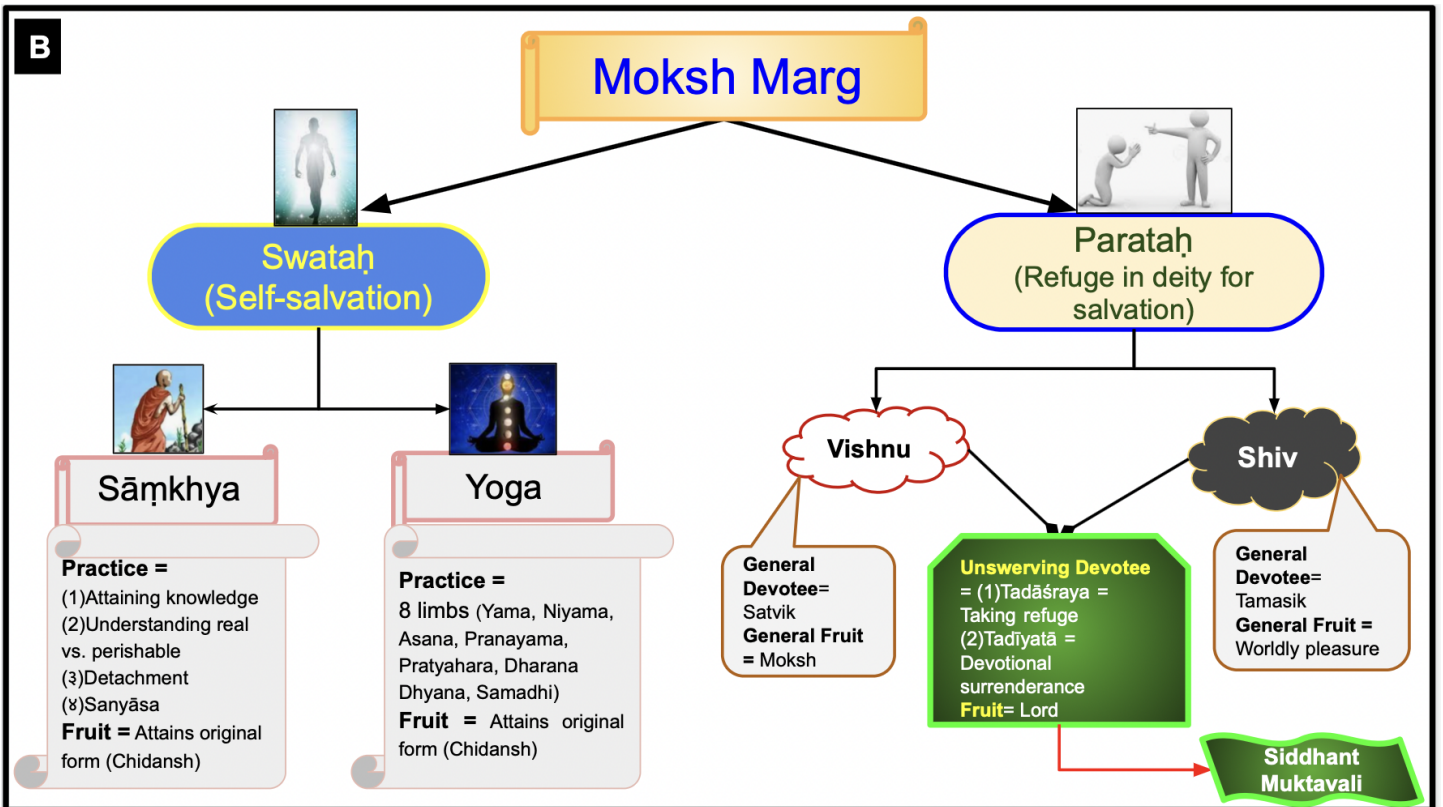 B
Moksh Marg
Swataḥ
(Self-salvation)
Parataḥ
(Refuge in deity for
salvation)
Sāṃkhya
Practice =
(1)Attaining knowledge
(2)Understanding real
vs. perishable
(३)Detachment
(४)Sanyāsa
Fruit = Attains original
form (Chidansh)
Yoga
Practice =
8 limbs (Yama, Niyama,
Asana, Pranayama,
Pratyahara, Dharana
Dhyana, Samadhi)
Fruit = Attains original
form (Chidansh)
Vishnu
General
Devotee=
Satvik
General Fruit
= Moksh
Unswerving Devotee
= (1)Tadāśraya =
Taking refuge
(2)Tadīyatā =
Devotional
surrenderance
Fruit= Lord
Shiv
General
Devotee=
Tamasik
General Fruit =
Worldly pleasure
Siddhant
Muktavali